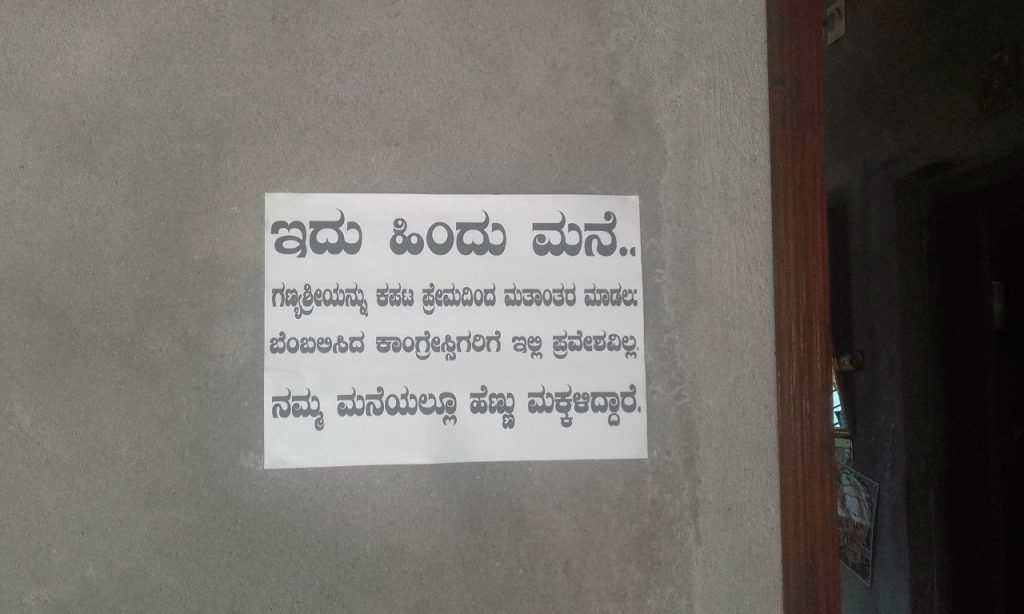 ಇದು ಹಿಂದು ಮನೆ..
ಗಣ್ಯಶ್ರೀಯನ್ನು ಕಪಟ ಪ್ರೇಮದಿಂದ ಮತಾಂತರ ಮಾಡಲು
ಬೆಂಬಲಿಸಿದ ಕಾಂಗ್ರೇಸ್ಸಿಗರಿಗೆ ಇಲ್ಲಿ ಪ್ರವೇಶವಿಲ್ಲ.
ನಮ್ಮ ಮನೆಯಲ್ಲೂ ಹೆಣ್ಣು ಮಕ್ಕಳಿದ್ದಾರೆ.